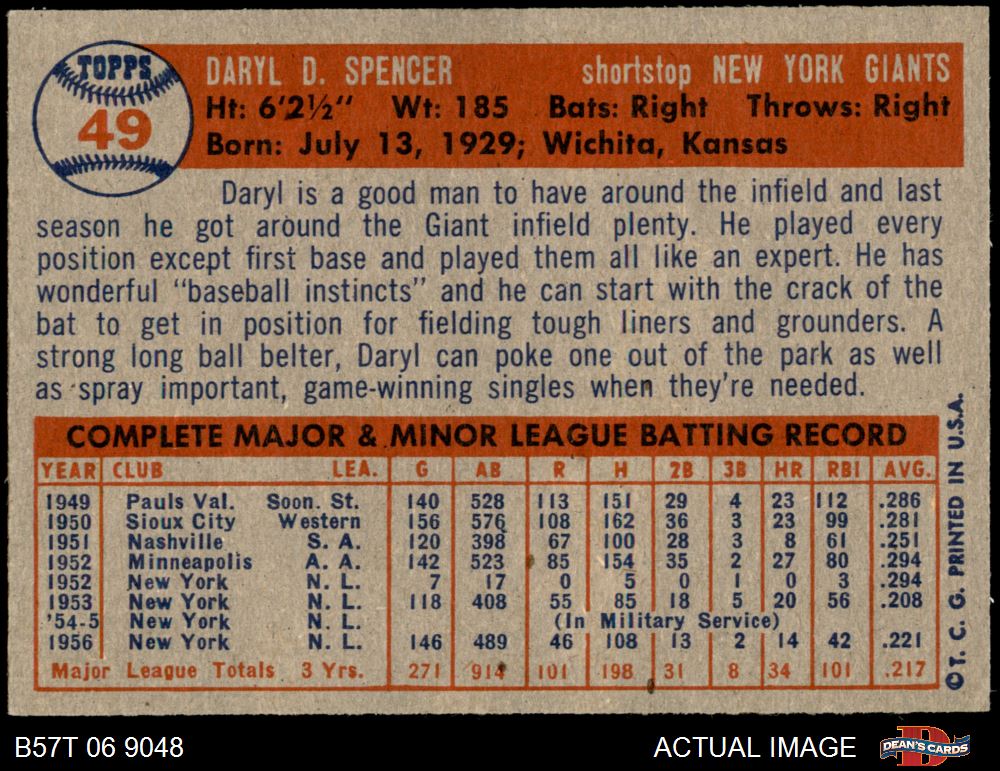 TOPPS
49
DARYL D. SPENCER shortstop NEW YORK GIANTS
Ht: 6'2½" Wt: 185 Bats: Right Throws: Right
Born: July 13, 1929; Wichita, Kansas
Daryl is a good man to have around the infield and last
season he got around the Giant infield plenty. He played every
position except first base and played them all like an expert. He has
wonderful "baseball instincts" and he can start with the crack of the
bat to get in position for fielding tough liners and grounders. A
strong long ball belter, Daryl can poke one out of the park as well
as spray important, game-winning singles when they're needed.
COMPLETE MAJOR & MINOR LEAGUE BATTING RECORD
YEAR CLUB LEA. G AB R H 2B 3B HR RBI AVG.
1949 Pauls Val. Soon. St. 140 528 113 151 29 4 23 112 .286
1950 Sioux City Western 156 576 108 162 36 3 23 99 .281
1951 Nashville S. A. 120 398 67 100 28 3 8 61 .251
1952 Minneapolis A. A. 142 523 85 154 35 2 27 80 .294
1952 New York N. L. 7 17 0 5 0 1 0 3 .294
1953 New York N. L. 118 408 55 85 18 5 20 56 .208
'54-5 New York N. L. (In Military Service)
1956 New York N. L. 146 489 46 108 13 2 14 42 .221
Major League Totals 3 Yrs. 271 914 101 198 31 8 34 101 .217
©T. C. G. PRINTED IN U.S.A.
B57T 06 9048 ACTUAL IMAGE DEAN'S CARDS